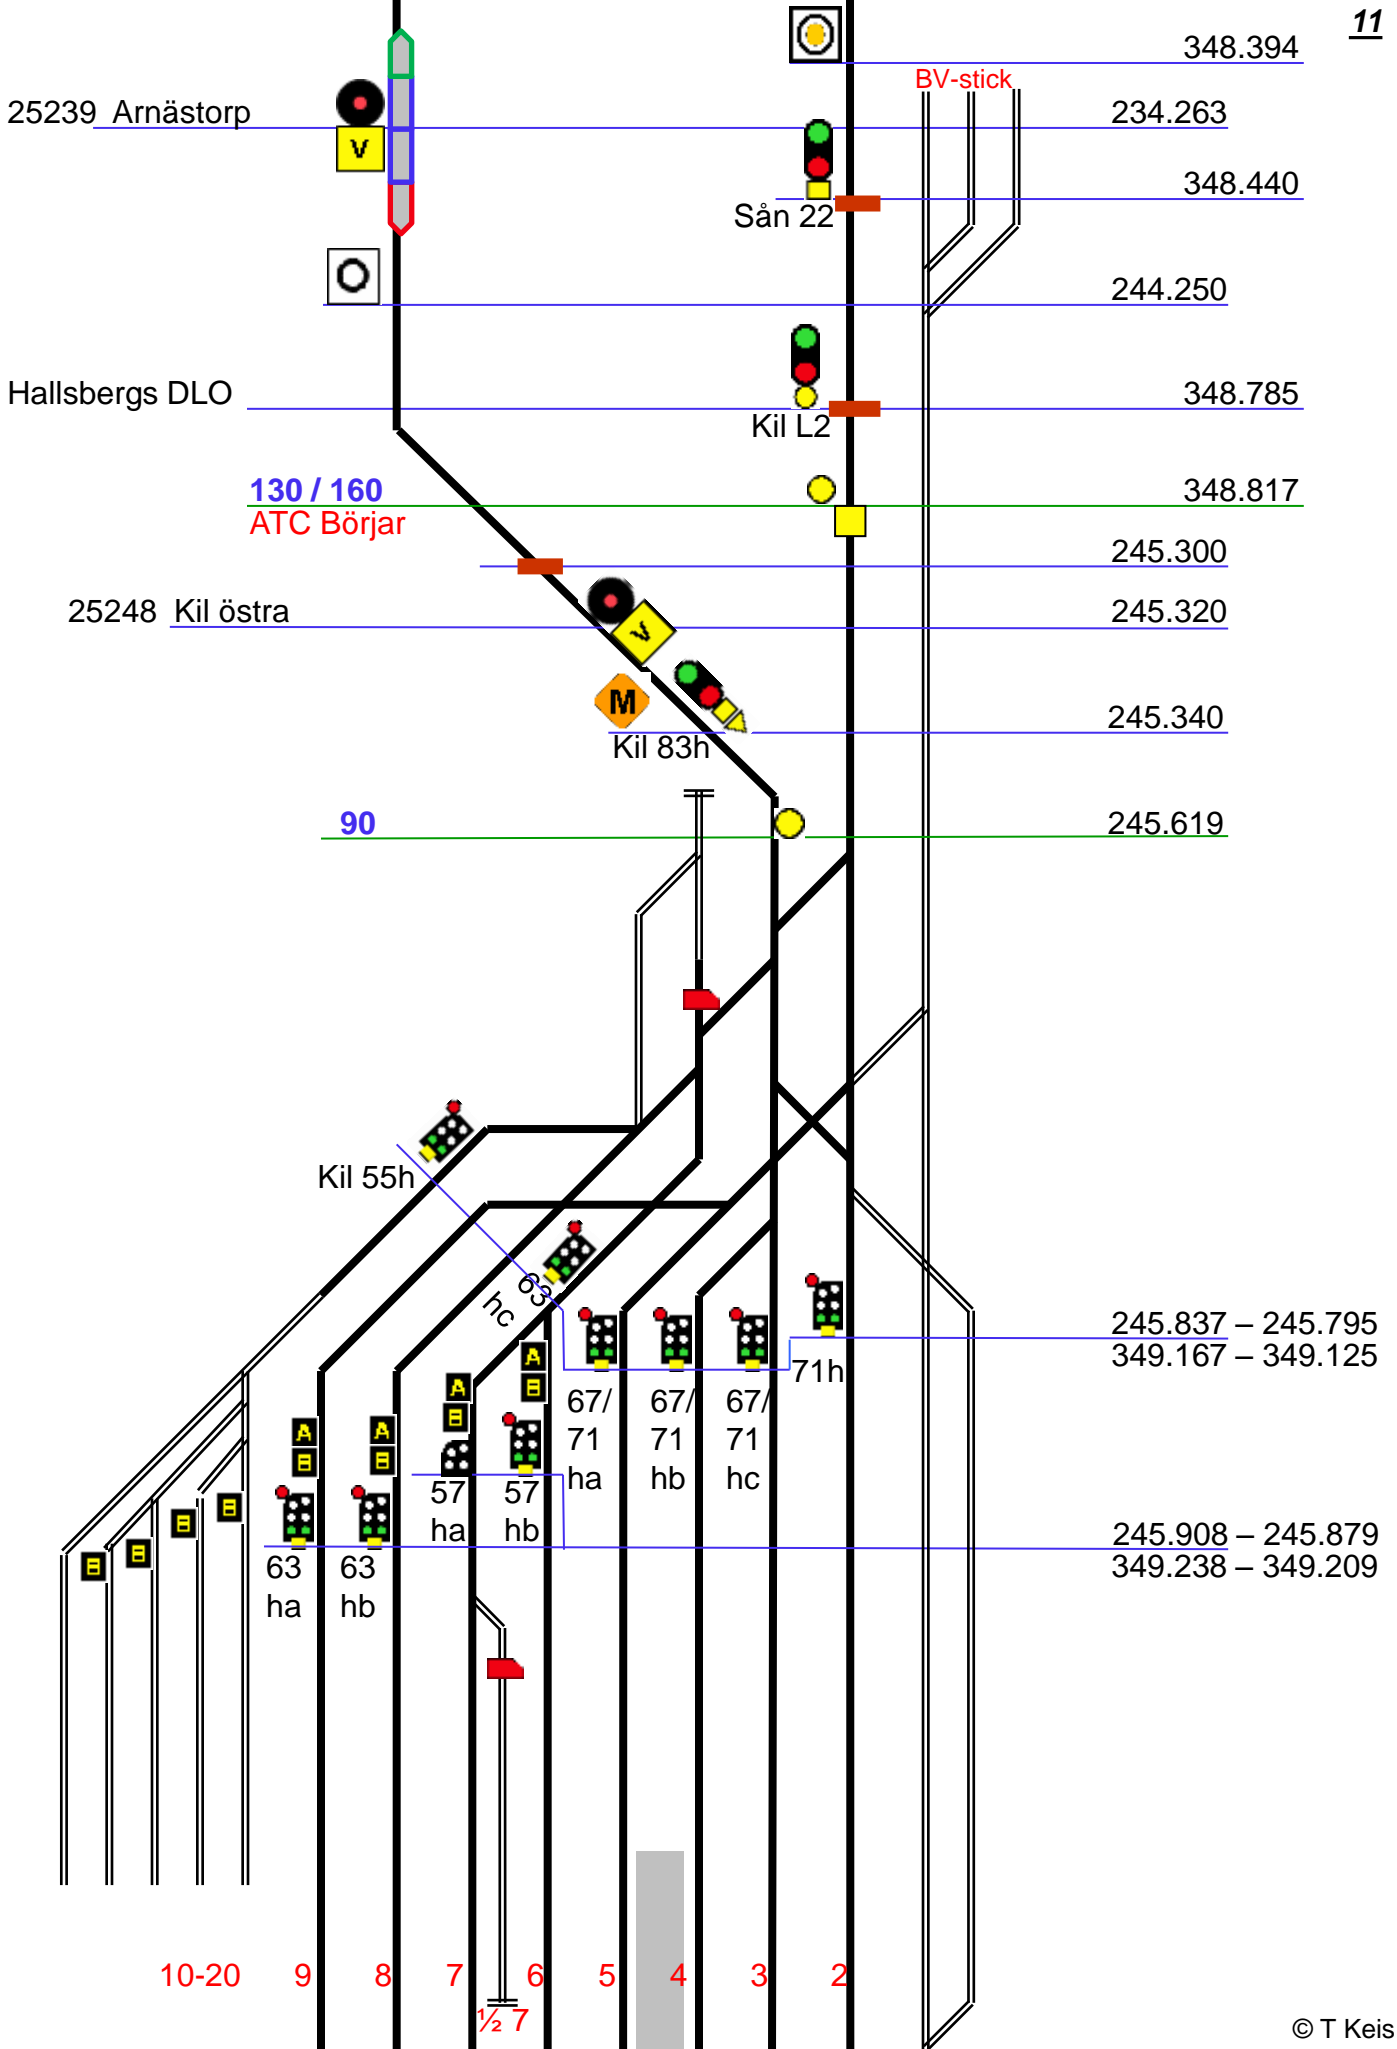 11
348.394
BV-stick
25239 Arnästorp
234.263
V
348.440
Sån 22
244.250
Hallsbergs DLO
348.785
Kil L2
130 / 160
348.817
ATC Börjar
245.300
25248 Kil östra
245.320
V
M
245.340
Kil 83h
90
245.619
Kil 55h
63
hc
245.837 – 245.795
349.167 – 349.125
71h
A
B
A
B
67/
71
ha
67/
71
hb
67/
71
hc
A
B
A
B
57
ha
57
hb
B
B
B
B
245.908 – 245.879
349.238 – 349.209
63
ha
63
hb
10-20 9 8 7 6 5 4 3 2
½ 7
© T Keis